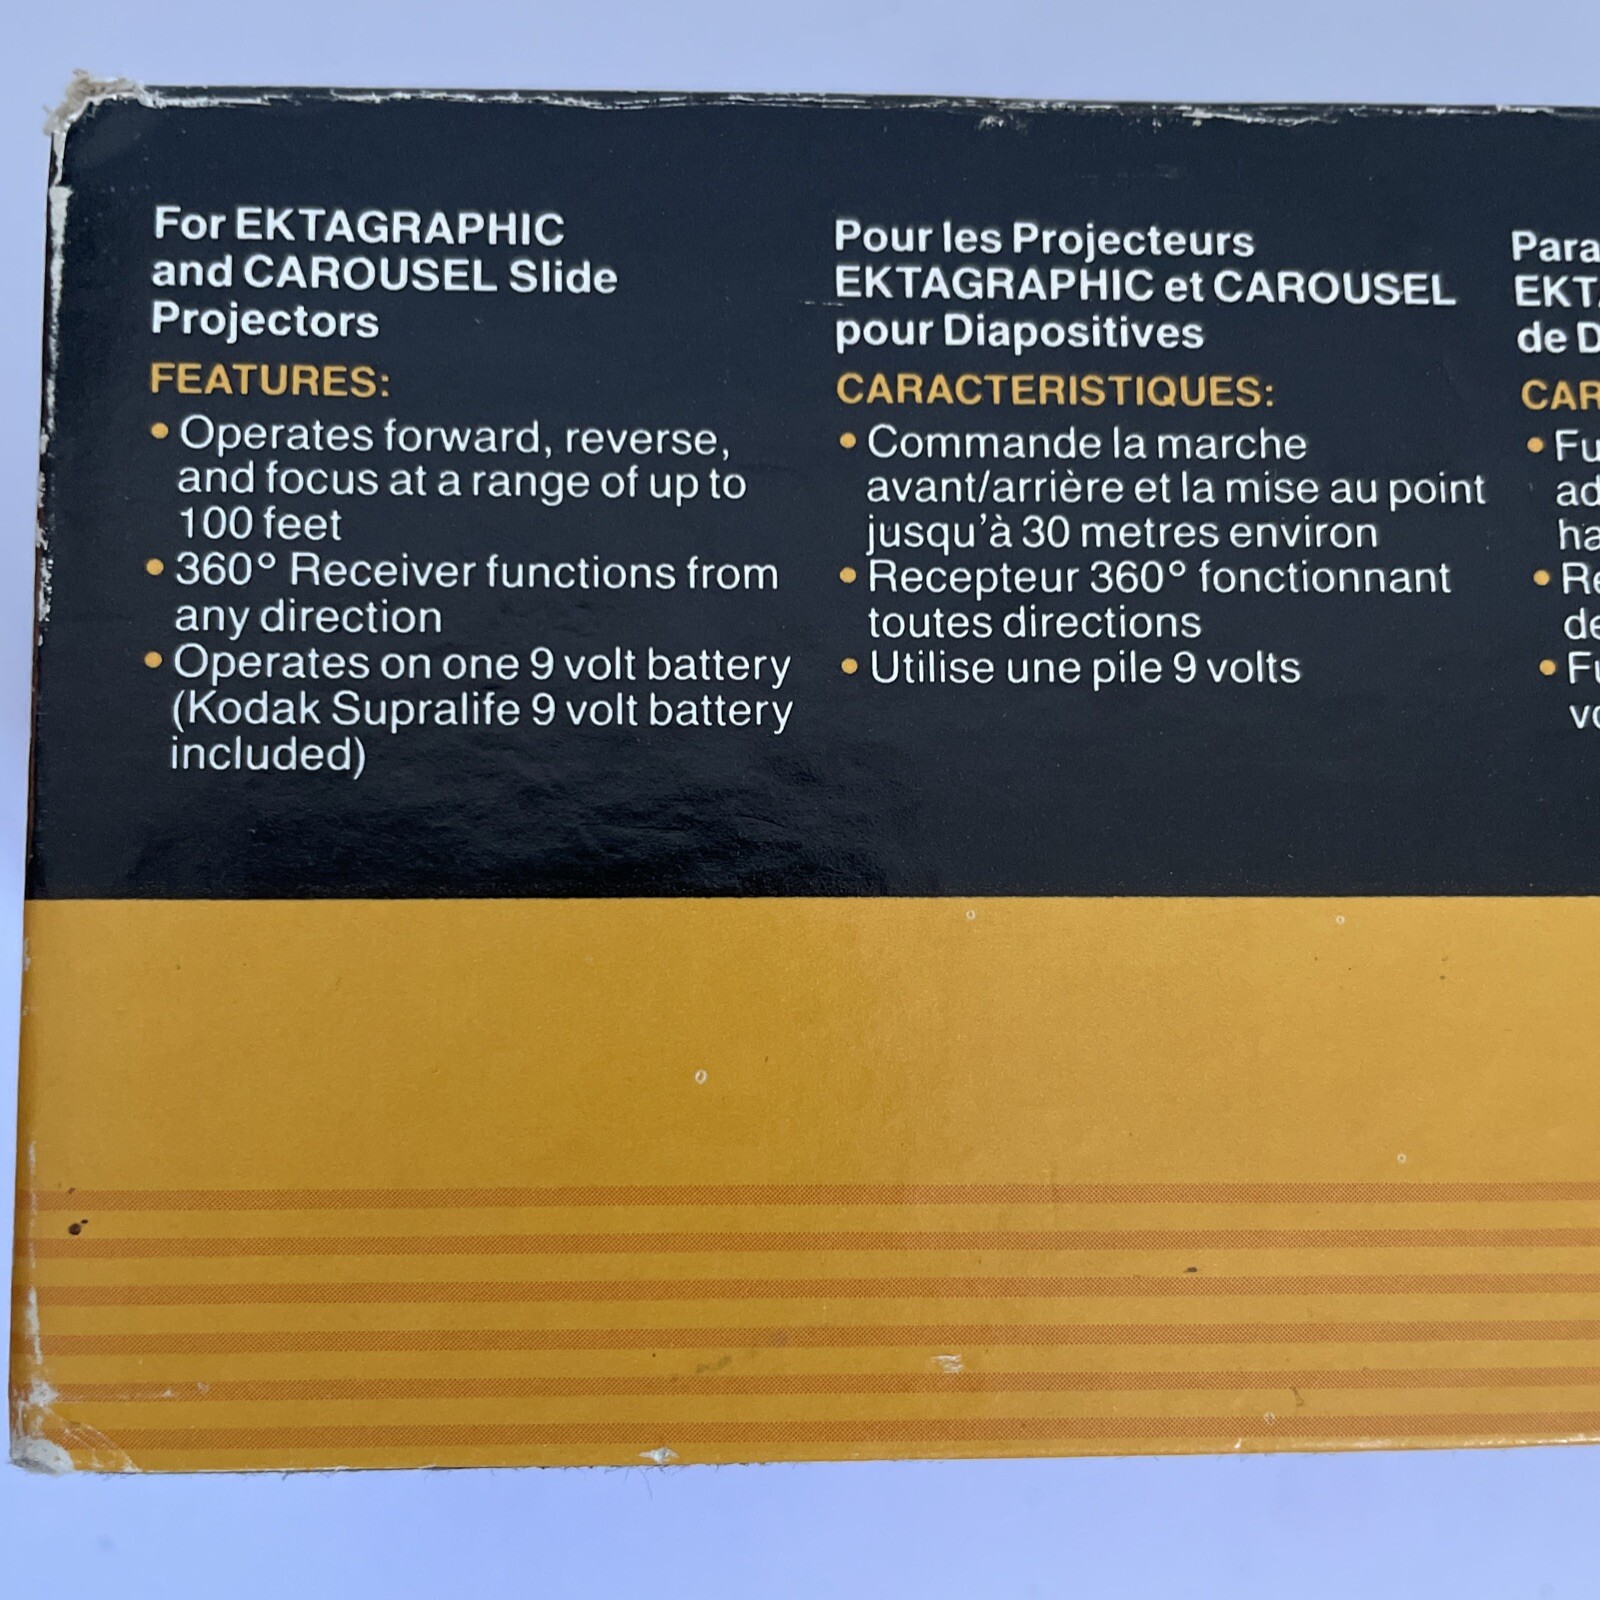 For EKTAGRAPHIC
and CAROUSEL Slide
Projectors
FEATURES:
• Operates forward, reverse,
and focus at a range of up to
100 feet
• 360° Receiver functions from
any direction
• Operates on one 9 volt battery
(Kodak Supralife 9 volt battery
included)
Pour les Projecteurs
EKTAGRAPHIC et CAROUSEL
pour Diapositives
CARACTERISTIQUES:
• Commande la marche
avant/arrière et la mise au point
jusqu'à 30 metres environ
• Recepteur 360° fonctionnant
toutes directions
• Utilise une pile 9 volts
Para
de